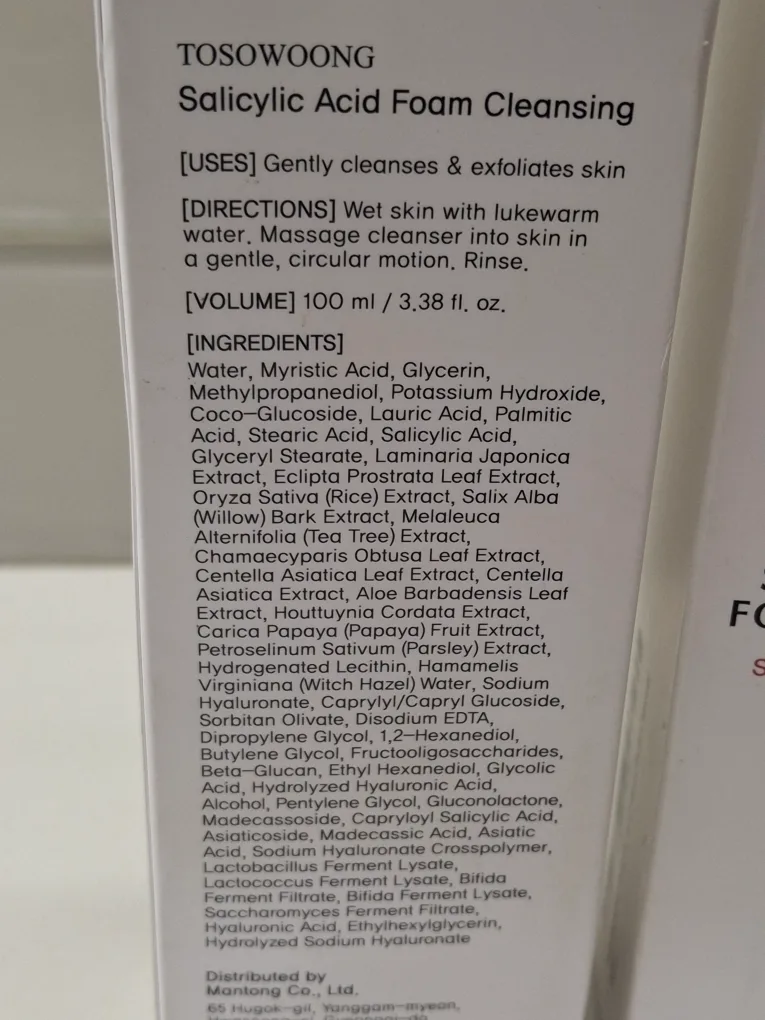 TOSOWOONG
Salicylic Acid Foam Cleansing
[USES] Gently cleanses & exfoliates skin
[DIRECTIONS] Wet skin with lukewarm
water. Massage cleanser into skin in
a gentle, circular motion. Rinse.
[VOLUME] 100 ml / 3.38 fl. oz.
[INGREDIENTS]
Water, Myristic Acid, Glycerin,
Methylpropanediol, Potassium Hydroxide,
Coco-Glucoside, Lauric Acid, Palmitic
Acid, Stearic Acid, Salicylic Acid,
Glyceryl Stearate, Laminaria Japonica
Extract, Eclipta Prostrata Leaf Extract,
Oryza Sativa (Rice) Extract, Salix Alba
(Willow) Bark Extract, Melaleuca
Alternifolia (Tea Tree) Extract,
Chamaecyparis Obtusa Leaf Extract,
Centella Asiatica Leaf Extract, Centella
Asiatica Extract, Aloe Barbadensis Leaf
Extract, Houttuynia Cordata Extract,
Carica Papaya (Papaya) Fruit Extract,
Petroselinum Sativum (Parsley) Extract,
Hydrogenated Lecithin, Hamamelis
Virginiana (Witch Hazel) Water, Sodium
Hyaluronate, Caprylyl/Capryl Glucoside,
Sorbitan Olivate, Disodium EDTA,
Dipropylene Glycol, 1,2-Hexanediol,
Butylene Glycol, Fructooligosaccharides,
Beta-Glucan, Ethyl Hexanediol, Glycolic
Acid, Hydrolyzed Hyaluronic Acid,
Alcohol, Pentylene Glycol, Gluconolactone,
Madecassoside, Capryloyl Salicylic Acid,
Asiaticoside, Madecassic Acid, Asiatic
Acid, Sodium Hyaluronate Crosspolymer,
Lactobacillus Ferment Lysate,
Lactococcus Ferment Lysate, Bifida
Ferment Filtrate, Bifida Ferment Lysate,
Saccharomyces Ferment Filtrate,
Hyaluronic Acid, Ethylhexylglycerin,
Hydrolyzed Sodium Hyaluronate
Distributed by
Mantong Co., Ltd.
65 Hugok-gil, Yanggam-myeon,
FO
S